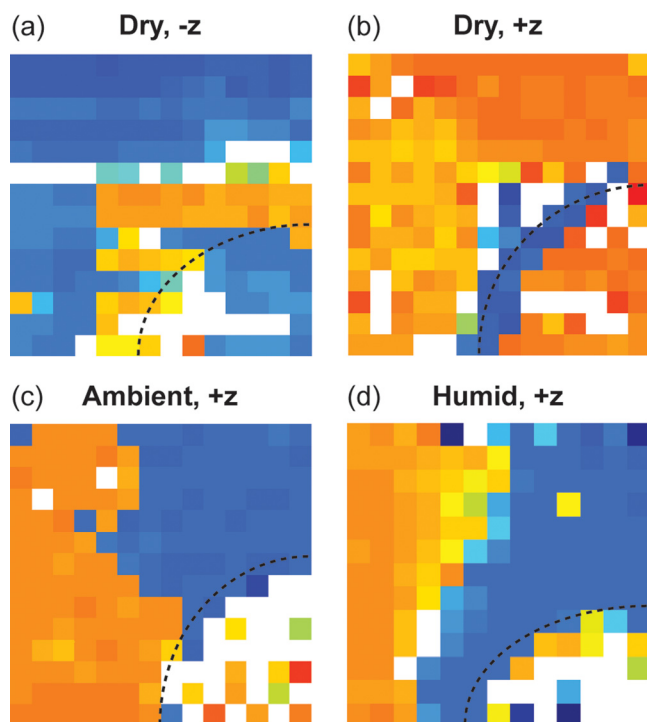 (a) Dry, -z
(b) Dry, +z
(c) Ambient, +z
(d) Humid, +z